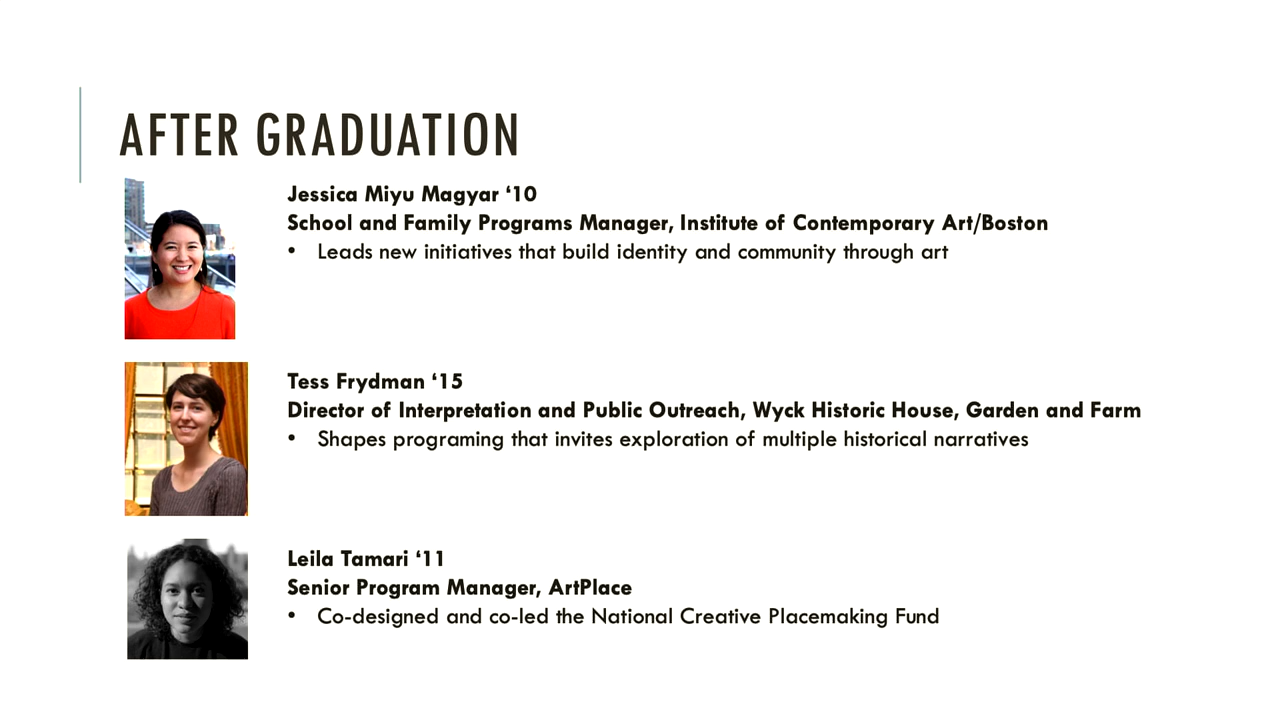 AFTER GRADUATION
Jessica Miyu Magyar ‘10
School and Family Programs Manager, Institute of Contemporary Art/Boston
• Leads new initiatives that build identity and community through art
Tess Frydman ‘15
Director of Interpretation and Public Outreach, Wyck Historic House, Garden and Farm
• Shapes programing that invites exploration of multiple historical narratives
Leila Tamari ‘11
Senior Program Manager, ArtPlace
• Co-designed and co-led the National Creative Placemaking Fund